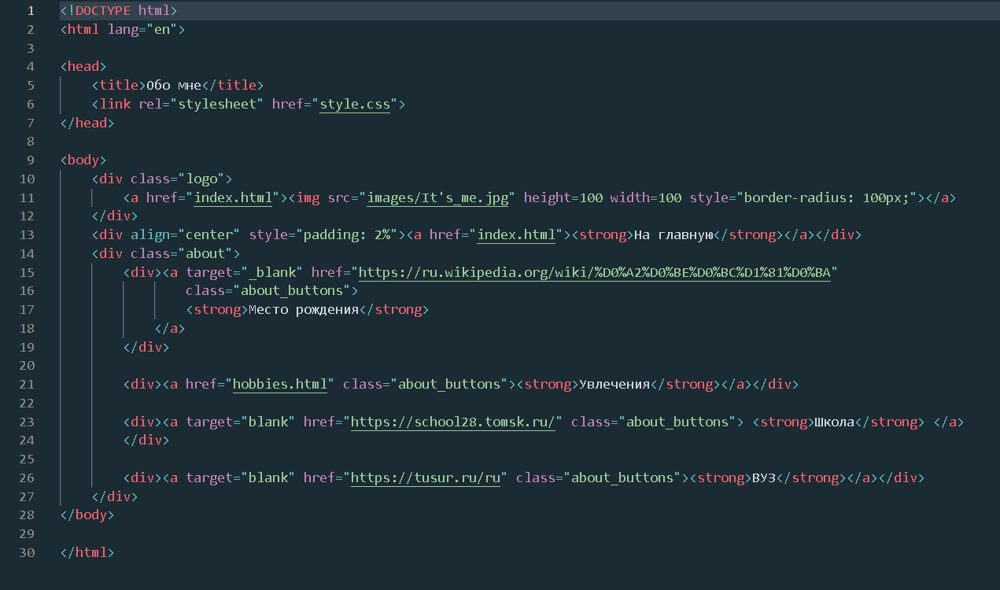 1 <!DOCTYPE html>
2 <html lang="en">
3
4 <head>
5     <title>Обо мне</title>
6     <link rel="stylesheet" href="style.css">
7 </head>
8
9 <body>
10     <div class="logo">
11         <a href="index.html"><img src="images/It's_me.jpg" height=100 width=100 style="border-radius: 100px;"></a>
12     </div>
13     <div align="center" style="padding: 2%"><a href="index.html"><strong>На главную</strong></a></div>
14     <div class="about">
15         <div><a target="_blank" href="https://ru.wikipedia.org/wiki/%D0%A2%D0%BE%D0%BC%D1%81%D0%BA"
16                 class="about_buttons">
17                 <strong>Место рождения</strong>
18             </a>
19         </div>
20
21         <div><a href="hobbies.html" class="about_buttons"><strong>Увлечения</strong></a></div>
22
23         <div><a target="blank" href="https://school28.tomsk.ru/" class="about_buttons"> <strong>Школа</strong> </a>
24         </div>
25
26         <div><a target="blank" href="https://tusur.ru/ru" class="about_buttons"><strong>ВУЗ</strong></a></div>
27     </div>
28 </body>
29
30 </html>